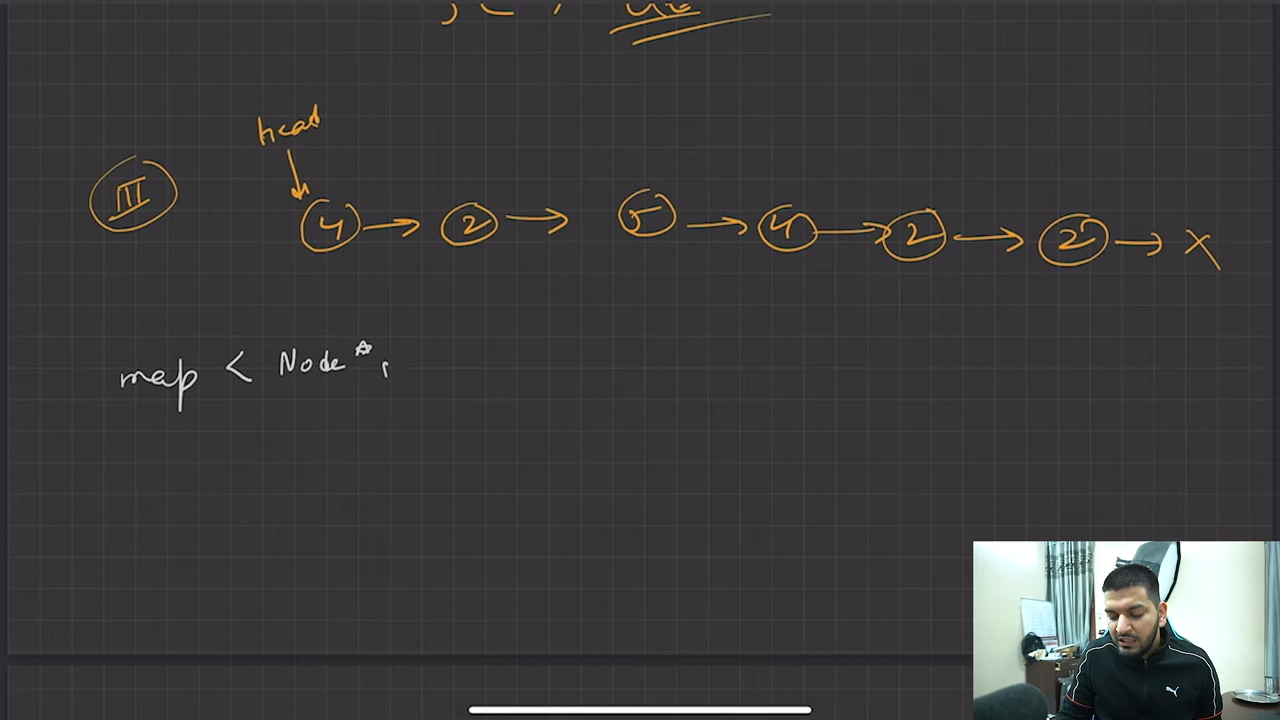 head
III
4 → 2 → 5 → 4 → 2 → 2 → X
map < Node*,